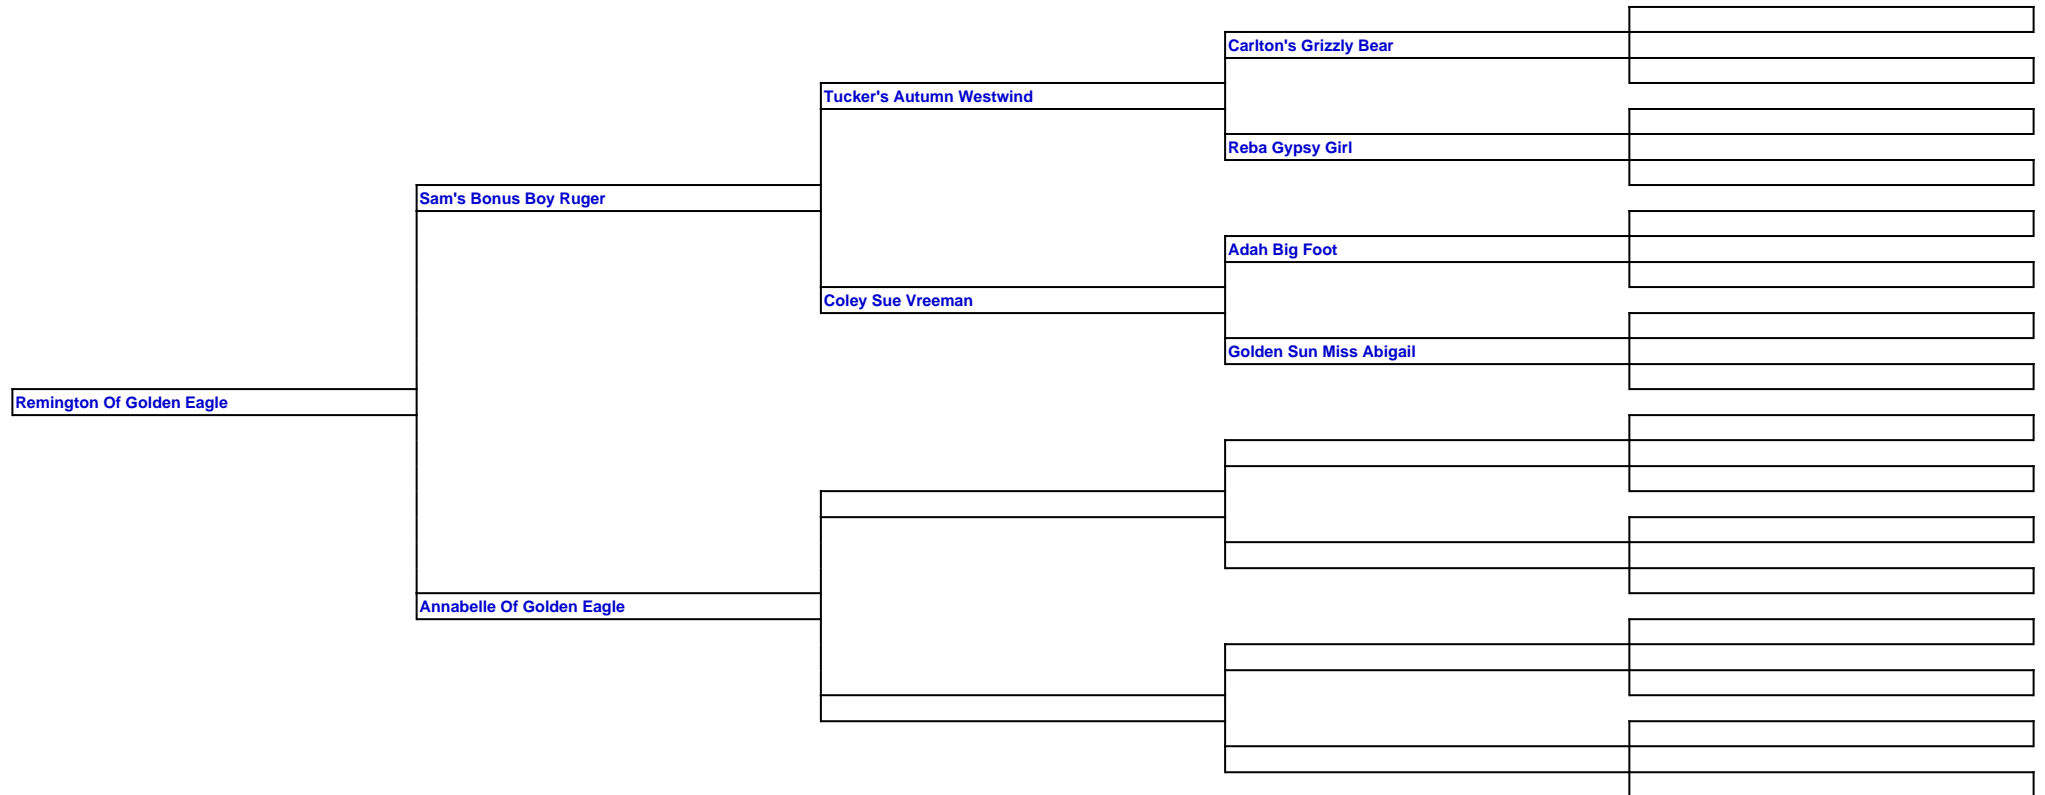 Carlton's Grizzly Bear
Tucker's Autumn Westwind
Reba Gypsy Girl
Sam's Bonus Boy Ruger
Adah Big Foot
Coley Sue Vreeman
Golden Sun Miss Abigail
Remington Of Golden Eagle
Annabelle Of Golden Eagle